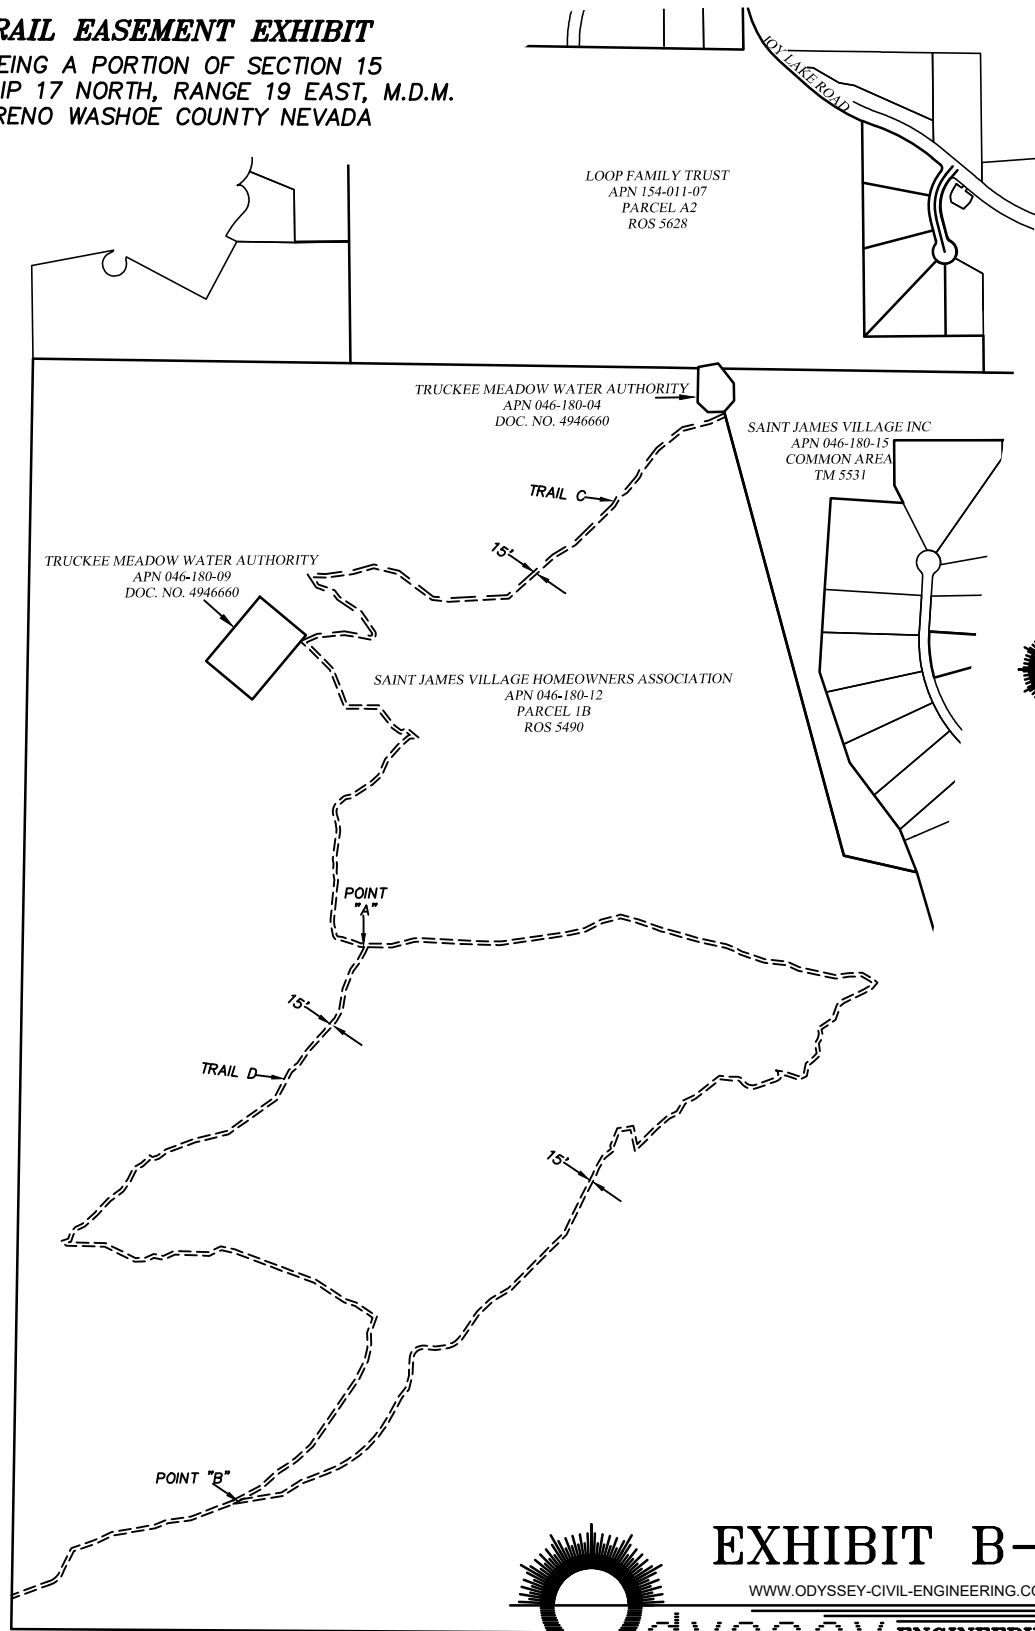 RAIL EASEMENT EXHIBIT
EING A PORTION OF SECTION 15
IP 17 NORTH, RANGE 19 EAST, M.D.M.
RENO WASHOE COUNTY NEVADA
JOY LAKE ROAD
LOOP FAMILY TRUST
APN 154-011-07
PARCEL A2
ROS 5628
TRUCKEE MEADOW WATER AUTHORITY
APN 046-180-04
DOC. NO. 4946660
SAINT JAMES VILLAGE INC
APN 046-180-15
COMMON AREA
TM 5531
TRAIL C
15'
TRUCKEE MEADOW WATER AUTHORITY
APN 046-180-09
DOC. NO. 4946660
SAINT JAMES VILLAGE HOMEOWNERS ASSOCIATION
APN 046-180-12
PARCEL 1B
ROS 5490
POINT
"A"
15'
TRAIL D
15'
POINT "B"
EXHIBIT B-
WWW.ODYSSEY-CIVIL-ENGINEERING.CO
dyssey ENGINEERI